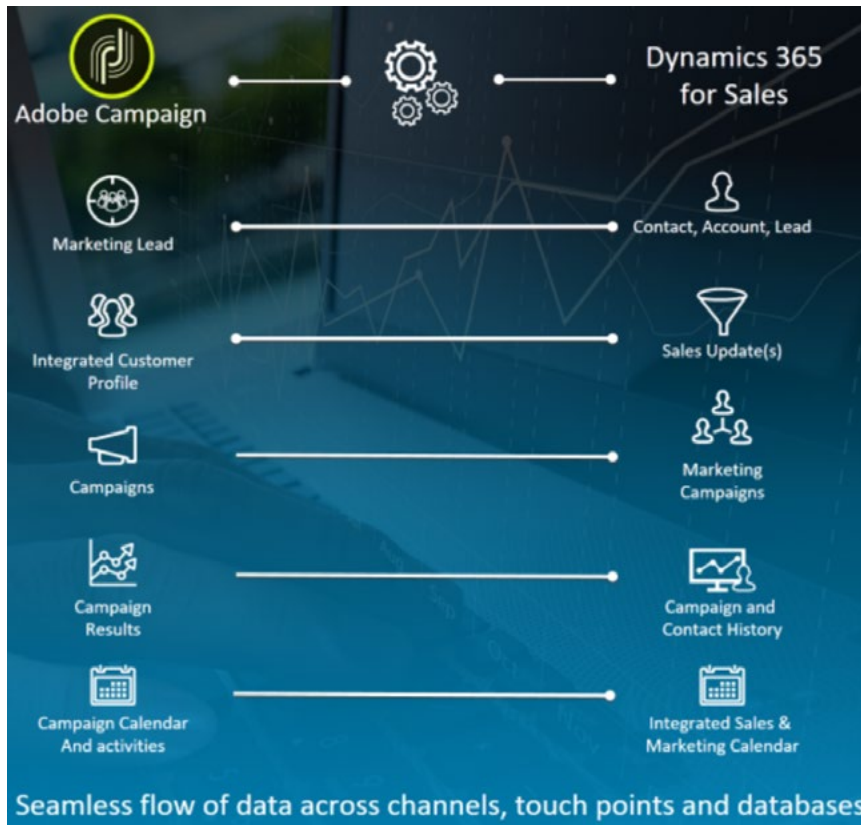 Adobe Campaign
Dynamics 365
for Sales
Marketing Lead
Contact, Account, Lead
Integrated Customer
Profile
Sales Update(s)
Campaigns
Marketing
Campaigns
Campaign
Results
Campaign and
Contact History
Campaign Calendar
And activities
Integrated Sales &
Marketing Calendar
Seamless flow of data across channels, touch points and databases